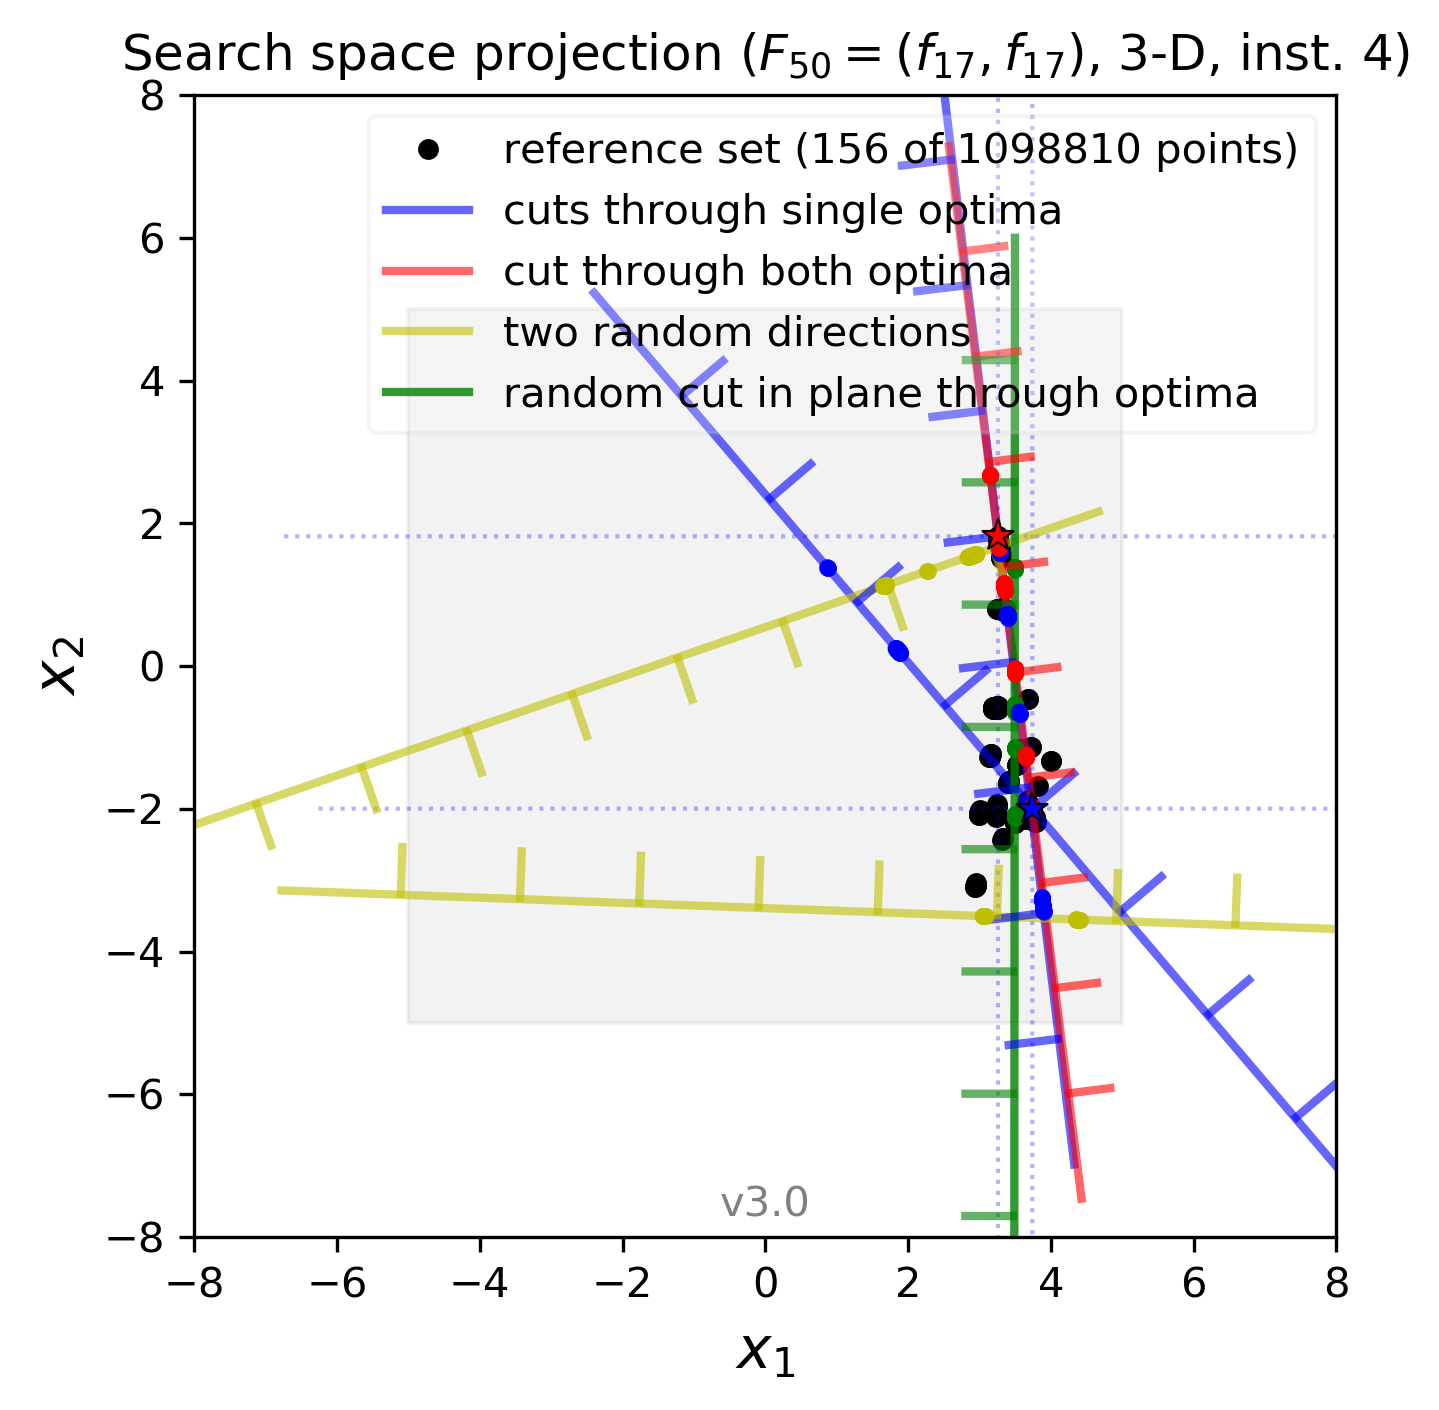 Search space projection (F₅₀ = (f₁₇, f₁₇), 3-D, inst. 4)
reference set (156 of 1098810 points)
cuts through single optima
cut through both optima
two random directions
random cut in plane through optima
8
6
4
2
0
−2
−4
−6
−8
x₂
v3.0
−8 −6 −4 −2 0 2 4 6 8
x₁